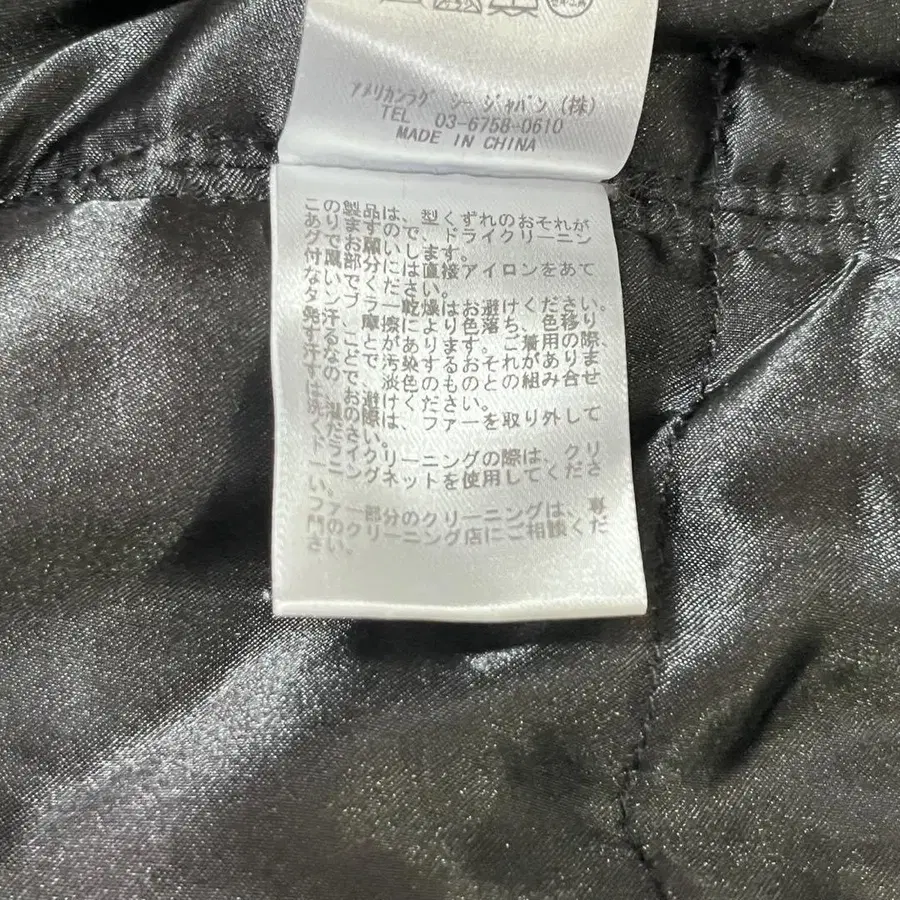 アメリカンラグ シー ジャパン(株)
TEL 03-6758-0610
MADE IN CHINA
この製品は、型くずれのおそれが
ありますので、ドライクリーニン
グでお願いします。
付属部分には直接アイロンをあて
ないでください。
タンブラー乾燥はお避けください。
発汗、摩擦により色落ち、色移り
することがあります。ご着用の際、
汗などで汚染するおそれがありま
すので、淡色のものとの組み合せ
はお避けください。
洗濯の際は、ファーを取り外して
ください。
ドライクリーニングの際は、クリ
ーニングネットを使用してくださ
い。
ファー部分のクリーニングは、専
門のクリーニング店にご相談くだ
さい。